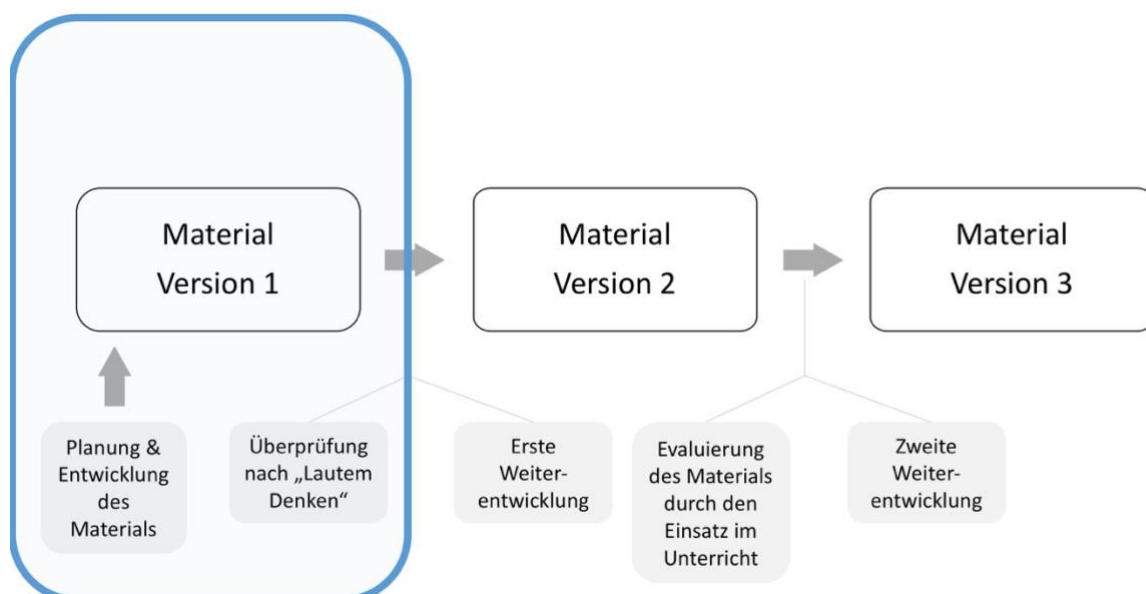 Material
Version 1
Material
Version 2
Material
Version 3
Planung &
Entwicklung
des
Materials
Überprüfung
nach „Lautem
Denken“
Erste
Weiter-
entwicklung
Evaluierung
des Materials
durch den
Einsatz im
Unterricht
Zweite
Weiter-
entwicklung